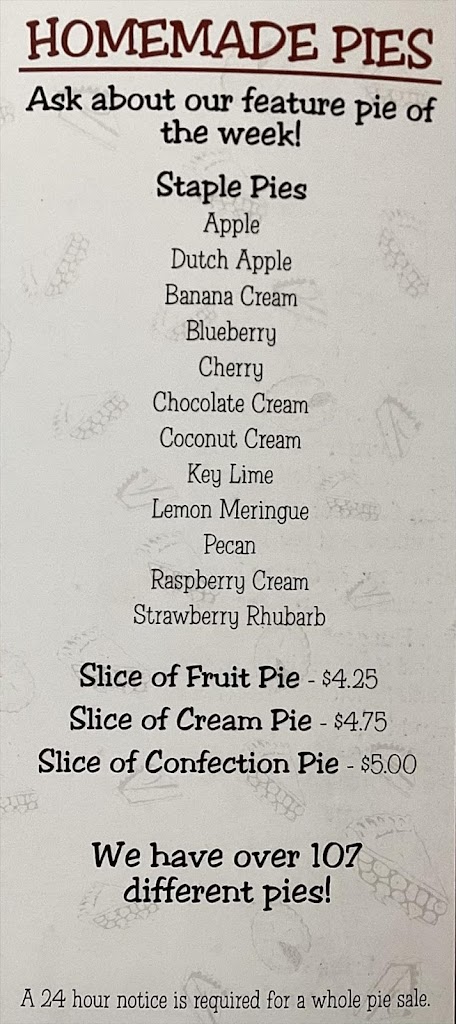 HOMEMADE PIES
Ask about our feature pie of
the week!
Staple Pies
Apple
Dutch Apple
Banana Cream
Blueberry
Cherry
Chocolate Cream
Coconut Cream
Key Lime
Lemon Meringue
Pecan
Raspberry Cream
Strawberry Rhubarb
Slice of Fruit Pie - $4.25
Slice of Cream Pie - $4.75
Slice of Confection Pie - $5.00
We have over 107
different pies!
A 24 hour notice is required for a whole pie sale.